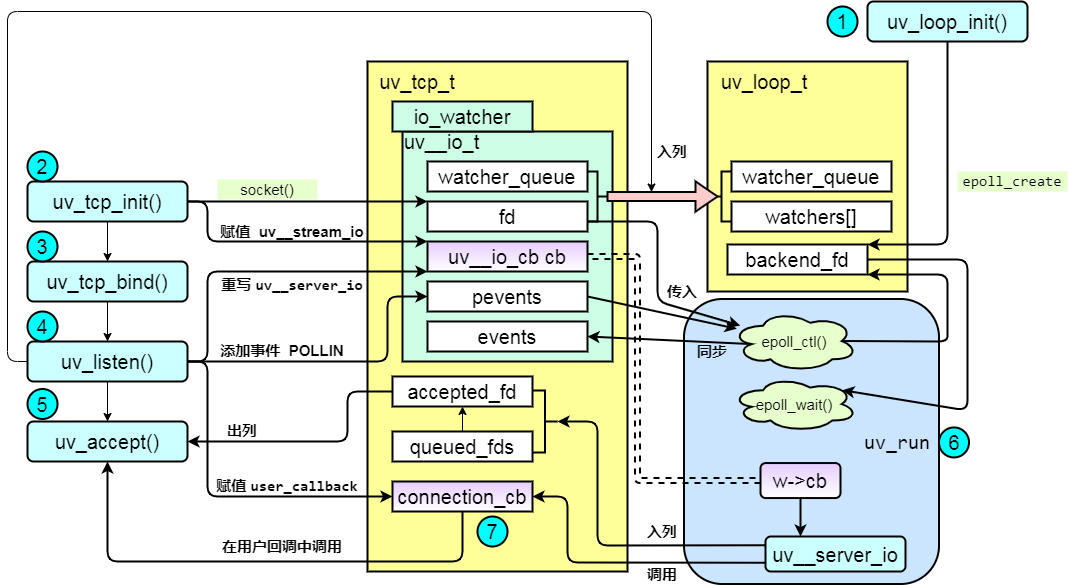 1
uv_loop_init()
uv_tcp_t
uv_loop_t
io_watcher
uv__io_t
入列
2
watcher_queue
watcher_queue
epoll_create
socket()
uv_tcp_init()
fd
watchers[]
赋值 uv__stream_io
3
uv__io_cb cb
backend_fd
uv_tcp_bind()
重写 uv__server_io
pevents
传入
4
events
epoll_ctl()
添加事件 POLLIN
同步
uv_listen()
5
accepted_fd
epoll_wait()
出列
uv_accept()
queued_fds
uv_run
6
赋值 user_callback
connection_cb
w->cb
7
入列
在用户回调中调用
uv__server_io
调用